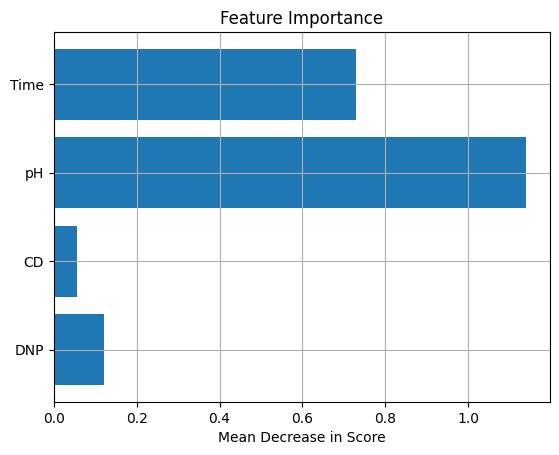 Feature Importance
Time
pH
CD
DNP
0.0 0.2 0.4 0.6 0.8 1.0
Mean Decrease in Score